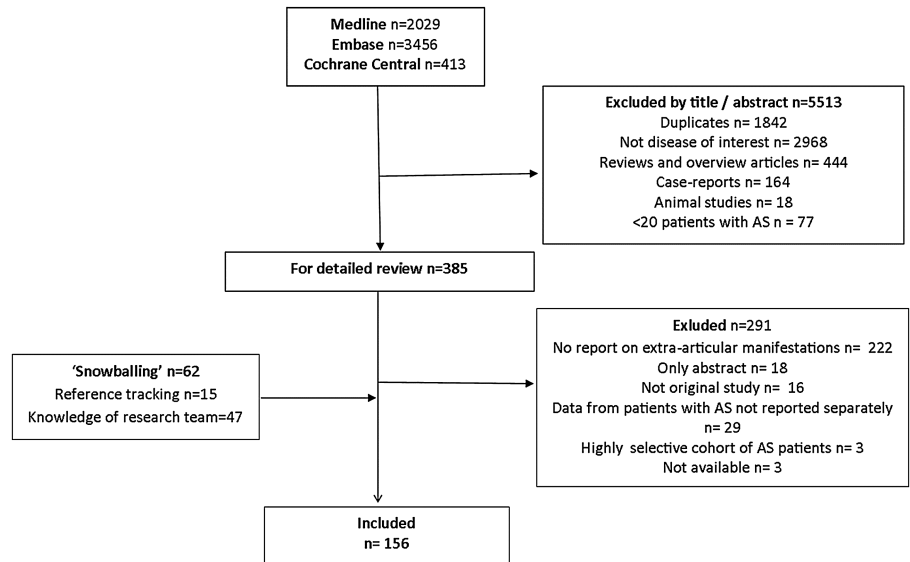 Medline n=2029
Embase n=3456
Cochrane Central n=413
Excluded by title / abstract n=5513
Duplicates n= 1842
Not disease of interest n= 2968
Reviews and overview articles n= 444
Case-reports n= 164
Animal studies n= 18
<20 patients with AS n = 77
For detailed review n=385
Exluded n=291
No report on extra-articular manifestations n= 222
Only abstract n= 18
Not original study n= 16
Data from patients with AS not reported separately
n= 29
Highly selective cohort of AS patients n= 3
Not available n= 3
'Snowballing' n=62
Reference tracking n=15
Knowledge of research team=47
Included
n= 156